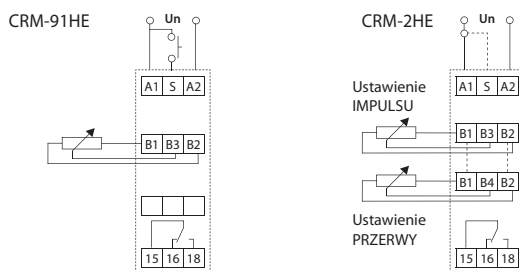 CRM-91HE
Un
A1 S A2
B1 B3 B2
15 16 18
CRM-2HE
Un
Ustawienie
IMPULSU
A1 S A2
B1 B3 B2
B1 B4 B2
Ustawienie
PRZERWY
15 16 18